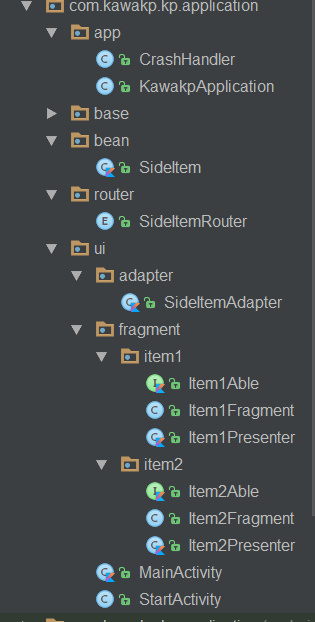 com.kawakp.kp.application
app
CrashHandler
KawakpApplication
base
bean
SideItem
router
SideItemRouter
ui
adapter
SideItemAdapter
fragment
item1
Item1Able
Item1Fragment
Item1Presenter
item2
Item2Able
Item2Fragment
Item2Presenter
MainActivity
StartActivity